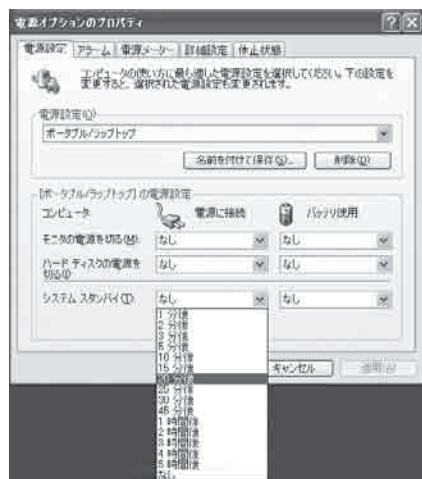 電源オプションのプロパティ
電源設定 アラーム 電源メーター 詳細設定 休止状態
コンピュータの使い方に最も適した電源設定を選択してください。下の設定を
変更すると、選択された電源設定も変更されます。
電源設定(C)
ポータブル/ラップトップ
名前を付けて保存(S)... 削除(D)
[ポータブル/ラップトップ] の電源設定
コンピュータ 電源に接続 バッテリ使用
モニタの電源を切る(M): なし なし
ハード ディスクの電源を
切る(I): なし なし
システム スタンバイ(T): なし なし
1 分後
2 分後
3 分後
5 分後
10 分後
15 分後
20 分後
25 分後
30 分後
45 分後
1 時間後
2 時間後
3 時間後
4 時間後
5 時間後
なし
キャンセル 適用(A)